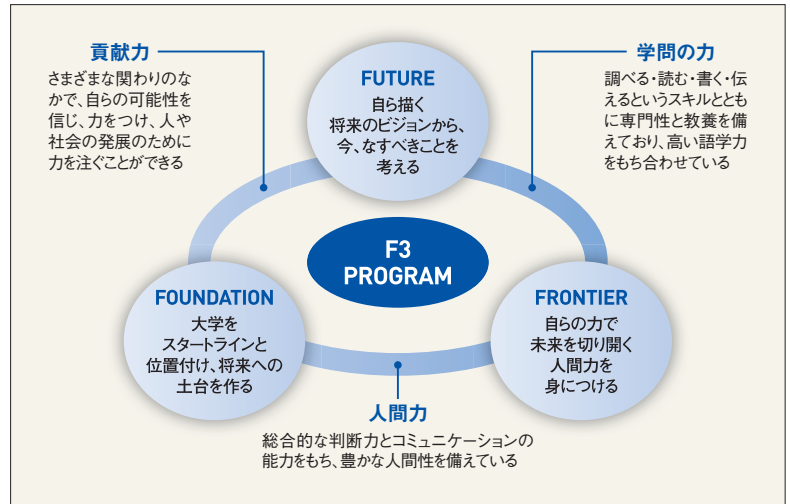 貢献力
さまざまな関わりのな
かで、自らの可能性を
信じ、力をつけ、人や
社会の発展のために
力を注ぐことができる
FUTURE
自ら描く
将来のビジョンから、
今、なすべきことを
考える
学問の力
調べる・読む・書く・伝
えるというスキルととも
に専門性と教養を備
えており、高い語学力
をもち合わせている
F3
PROGRAM
FOUNDATION
大学を
スタートラインと
位置付け、将来への
土台を作る
FRONTIER
自らの力で
未来を切り開く
人間力を
身につける
人間力
総合的な判断力とコミュニケーションの
能力をもち、豊かな人間性を備えている